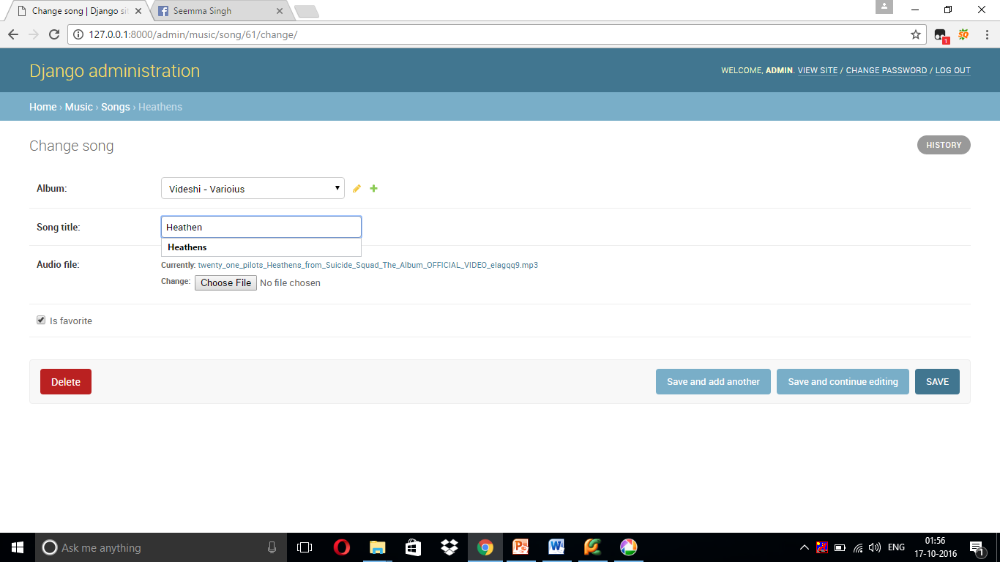 Change song | Django si
Seemma Singh
127.0.0.1:8000/admin/music/song/61/change/
1
Django administration
WELCOME, ADMIN. VIEW SITE / CHANGE PASSWORD / LOG OUT
Home › Music › Songs › Heathens
Change song
HISTORY
Album:
Videshi - Varioius
Song title:
Heathen
Heathens
Audio file:
Currently: twenty_one_pilots_Heathens_from_Suicide_Squad_The_Album_OFFICIAL_VIDEO_elagqq9.mp3
Change: Choose File No file chosen
Is favorite
Delete
Save and add another
Save and continue editing
SAVE
Ask me anything
ENG
01:56
17-10-2016
1